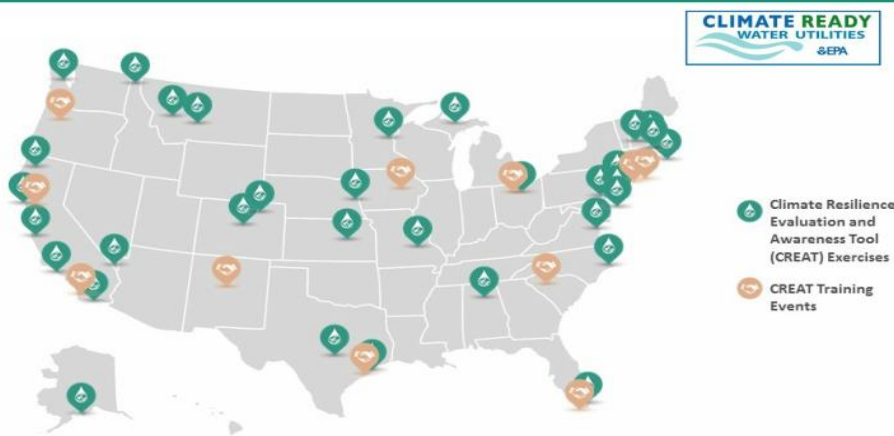 CLIMATE READY
WATER UTILITIES
EPA
Climate Resilience
Evaluation and
Awareness Tool
(CREAT) Exercises
CREAT Training
Events